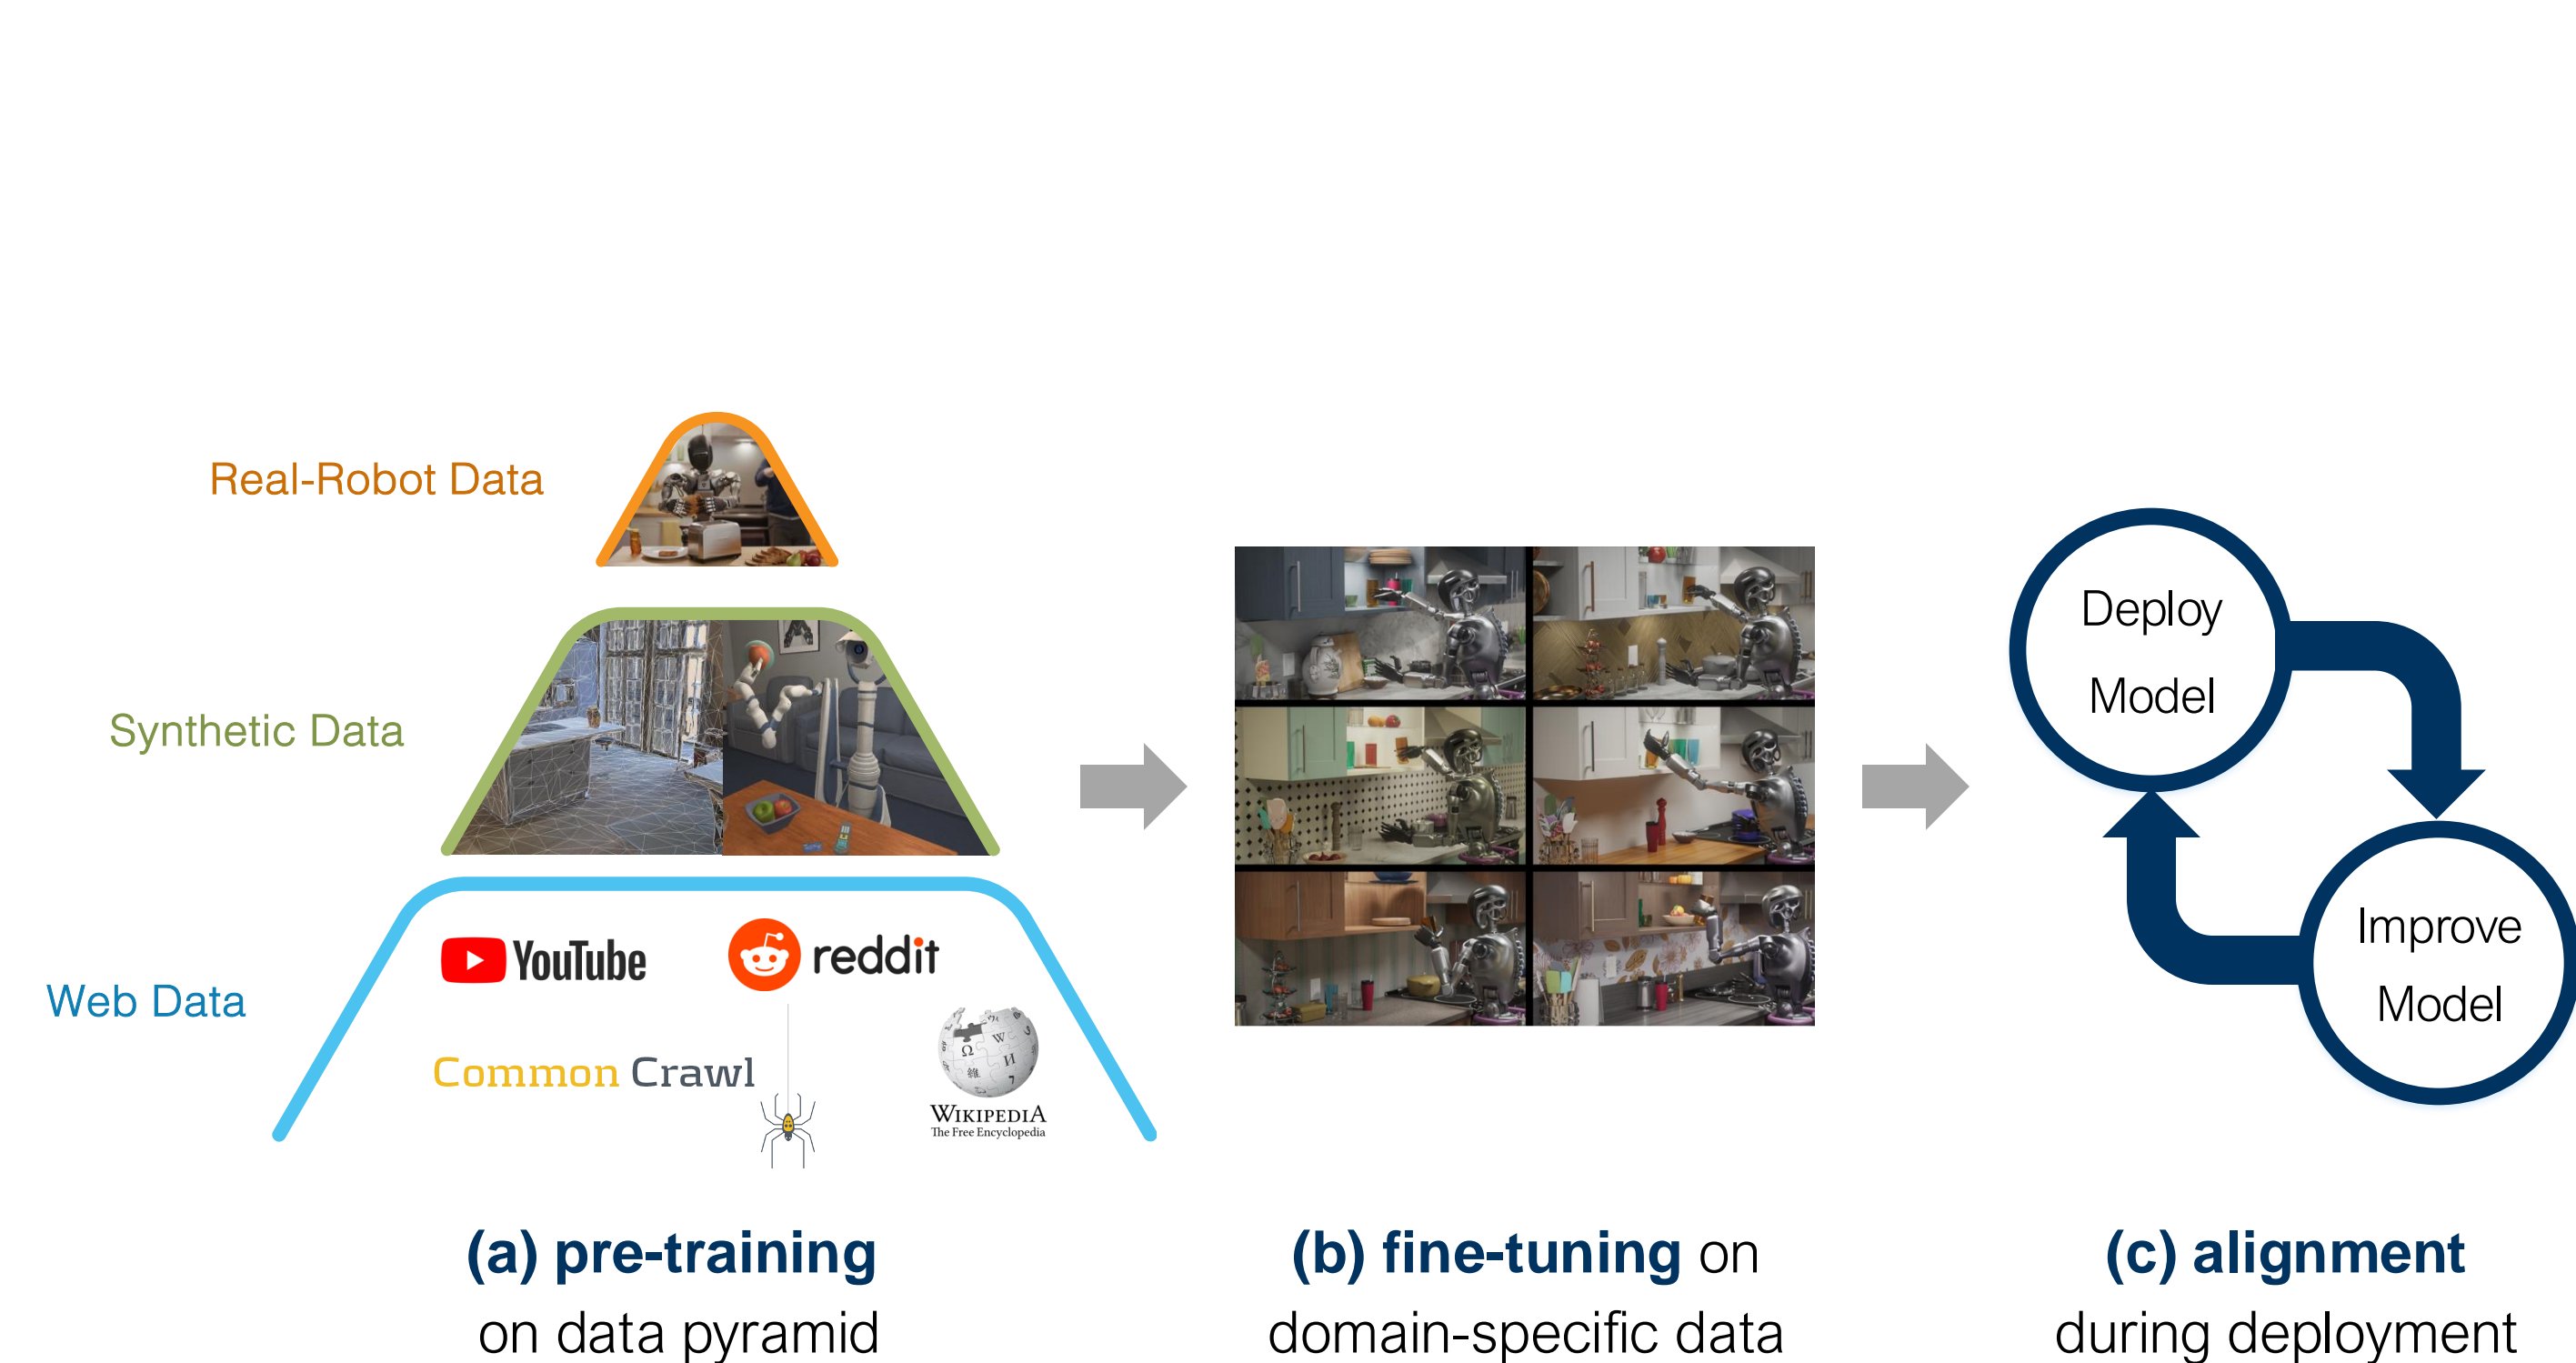 Real-Robot Data
Synthetic Data
Web Data
YouTube
reddit
Common Crawl
WIKIPEDIA
The Free Encyclopedia
Deploy
Model
Improve
Model
(a) pre-training
on data pyramid
(b) fine-tuning on
domain-specific data
(c) alignment
during deployment